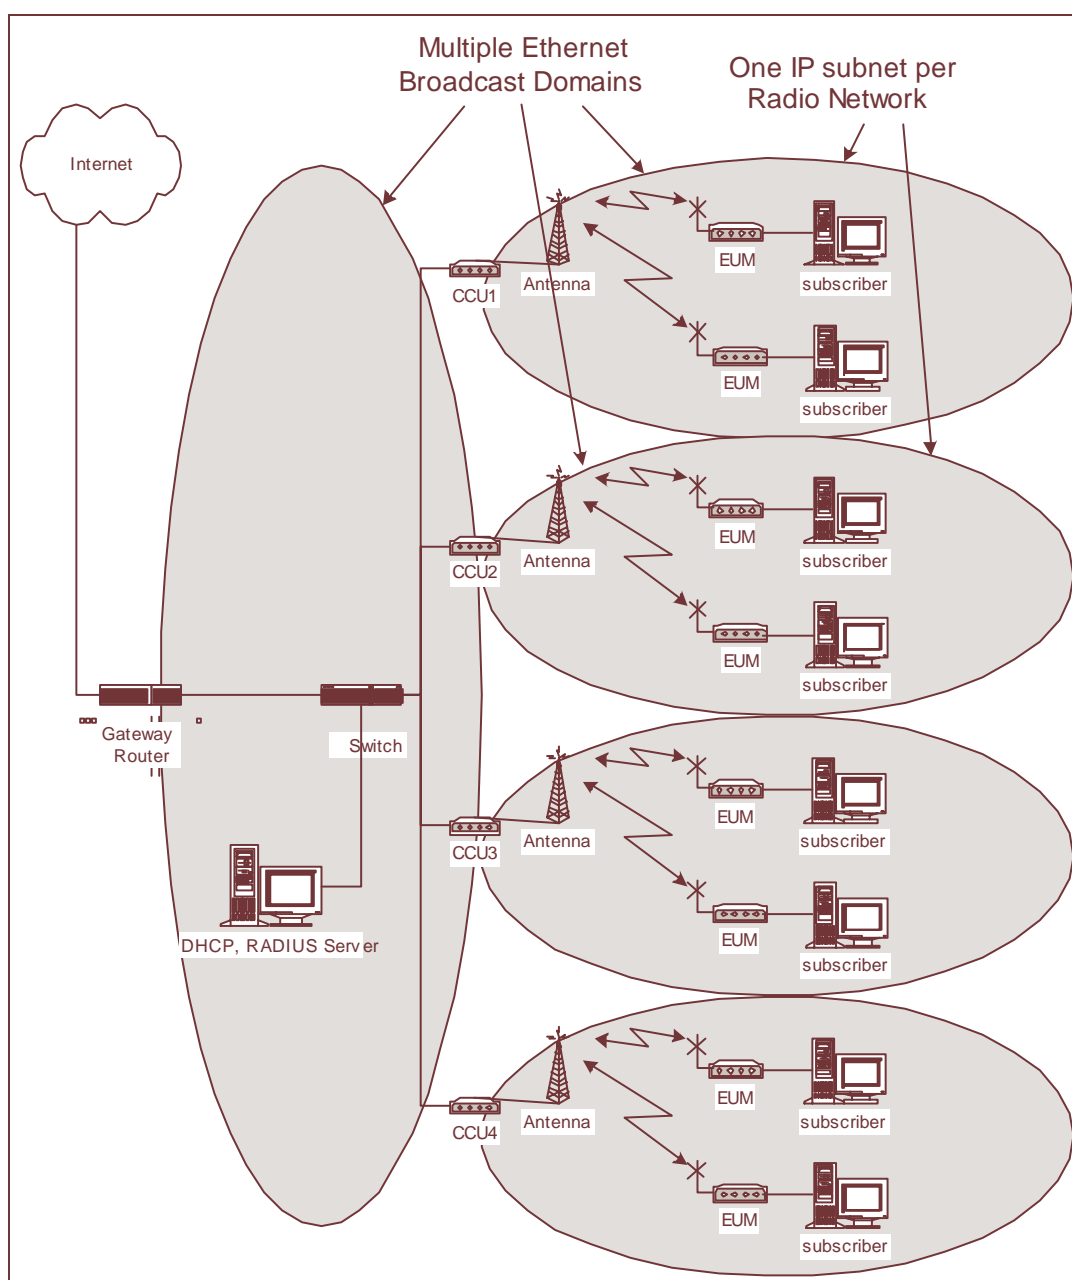 Multiple Ethernet
Broadcast Domains
One IP subnet per
Radio Network
Internet
EUM
subscriber
CCU1
Antenna
EUM
subscriber
EUM
subscriber
CCU2
Antenna
EUM
subscriber
Gateway
Router
Switch
EUM
subscriber
CCU3
Antenna
EUM
subscriber
DHCP, RADIUS Server
EUM
subscriber
CCU4
Antenna
EUM
subscriber